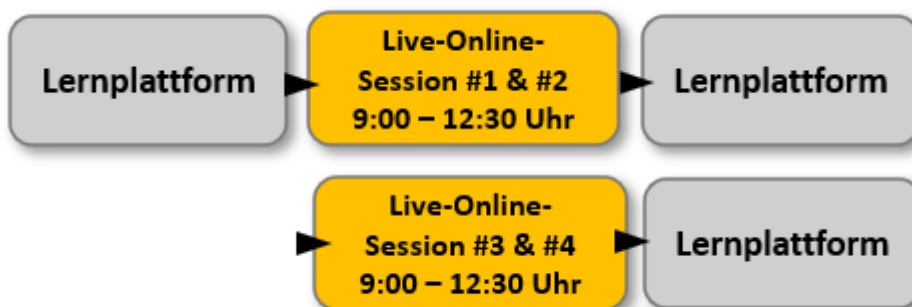 Lernplattform
Live-Online-
Session #1 & #2
9:00 – 12:30 Uhr
Lernplattform
Live-Online-
Session #3 & #4
9:00 – 12:30 Uhr
Lernplattform